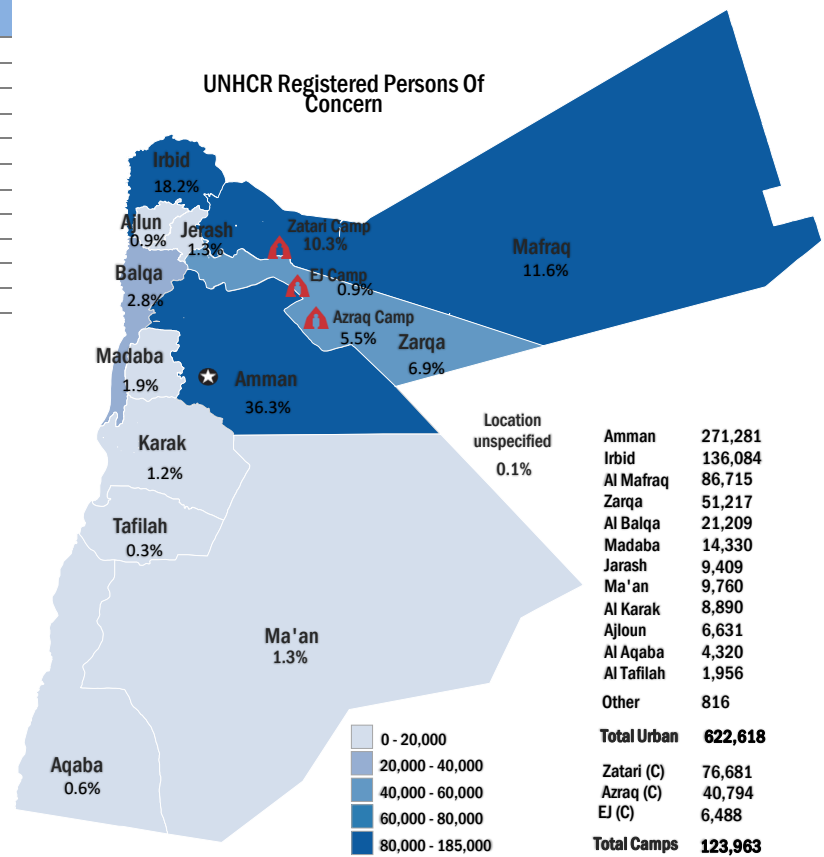 UNHCR Registered Persons Of
Concern
Irbid
18.2%
Ajlun
0.9%
Jerash
1.3%
Zatari Camp
10.3%
Mafraq
11.6%
EJ Camp
0.9%
Balqa
2.8%
Azraq Camp
5.5%
Zarqa
6.9%
Madaba
1.9%
Amman
36.3%
Karak
1.2%
Location
unspecified
0.1%
Tafilah
0.3%
Ma'an
1.3%
Aqaba
0.6%
0 - 20,000
20,000 - 40,000
40,000 - 60,000
60,000 - 80,000
80,000 - 185,000
Amman 271,281
Irbid 136,084
Al Mafraq 86,715
Zarqa 51,217
Al Balqa 21,209
Madaba 14,330
Jarash 9,409
Ma'an 9,760
Al Karak 8,890
Ajloun 6,631
Al Aqaba 4,320
Al Tafilah 1,956
Other 816
Total Urban 622,618
Zatari (C) 76,681
Azraq (C) 40,794
EJ (C) 6,488
Total Camps 123,963